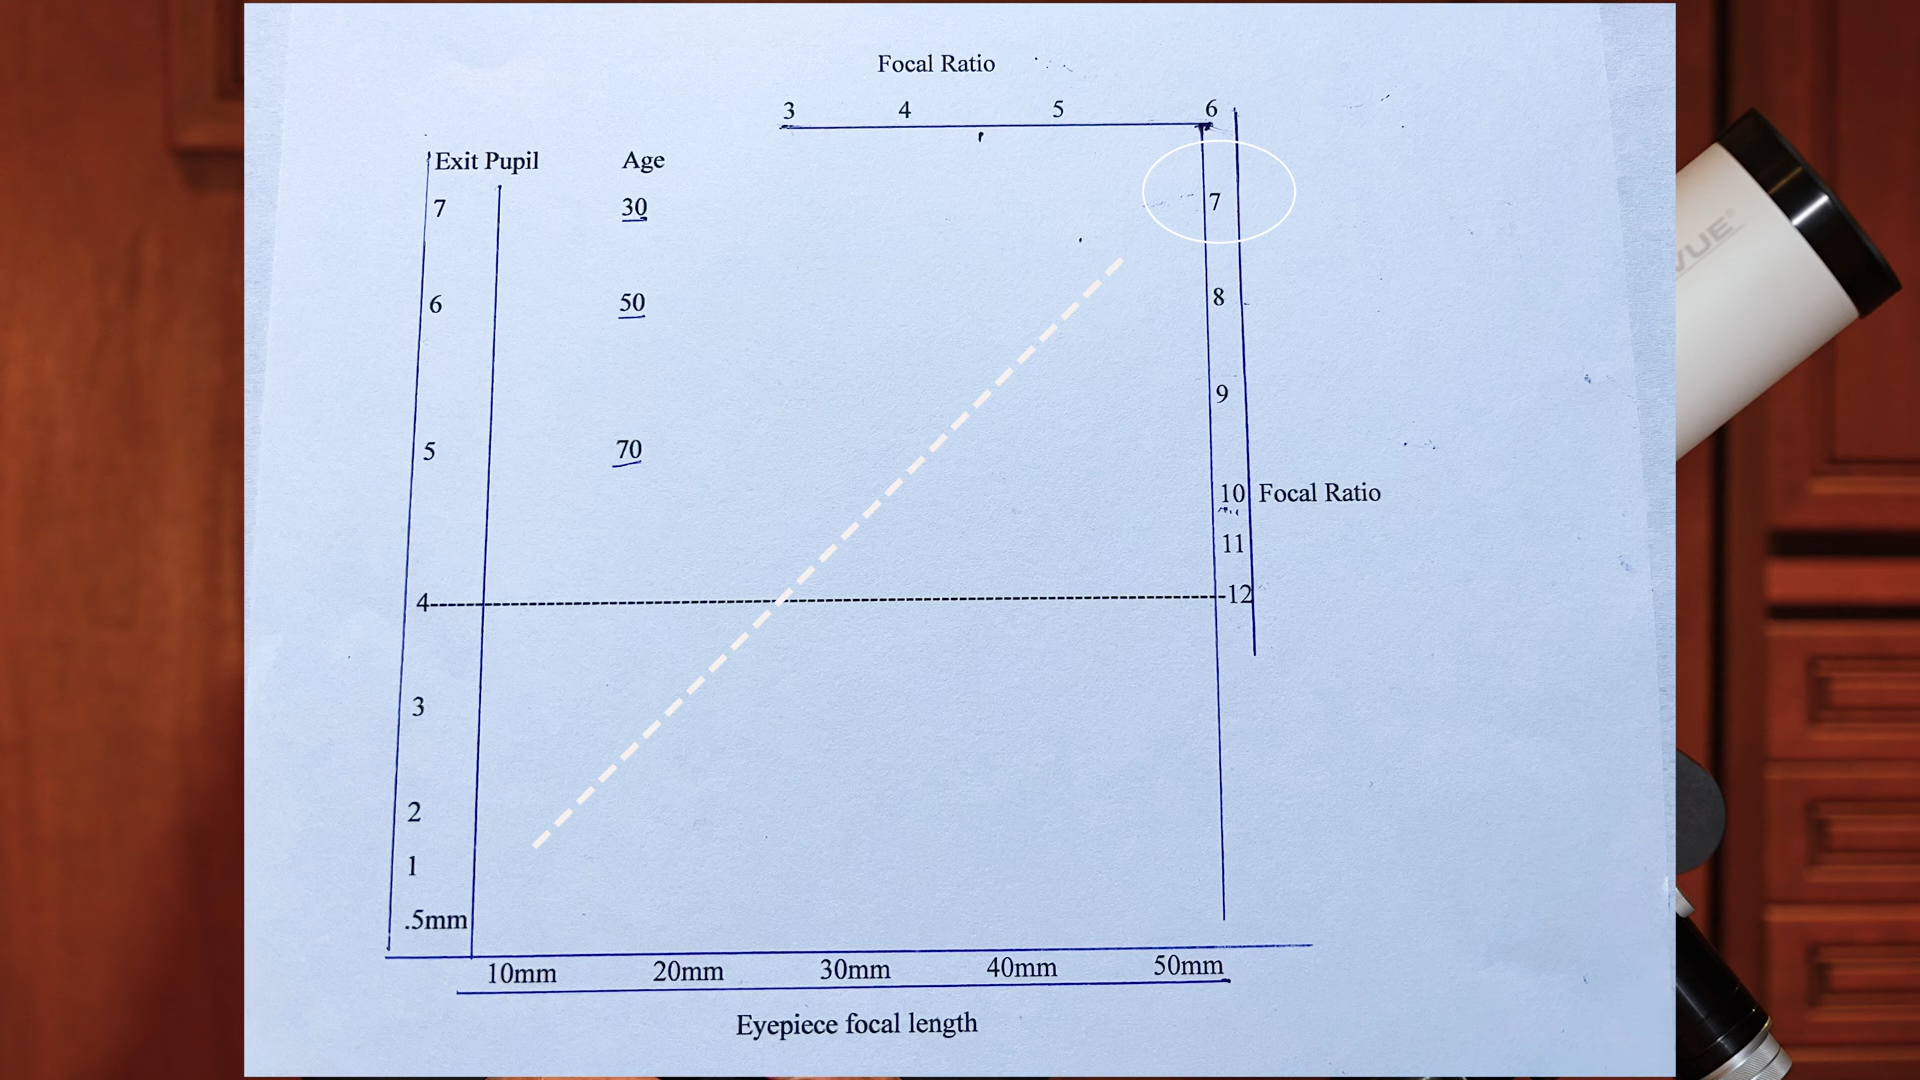 Focal Ratio
3 4 5 6
Exit Pupil Age
7 30 7
6 50 8
9
5 70
10 Focal Ratio
11
4 12
3
2
1
.5mm
10mm 20mm 30mm 40mm 50mm
Eyepiece focal length
VUE